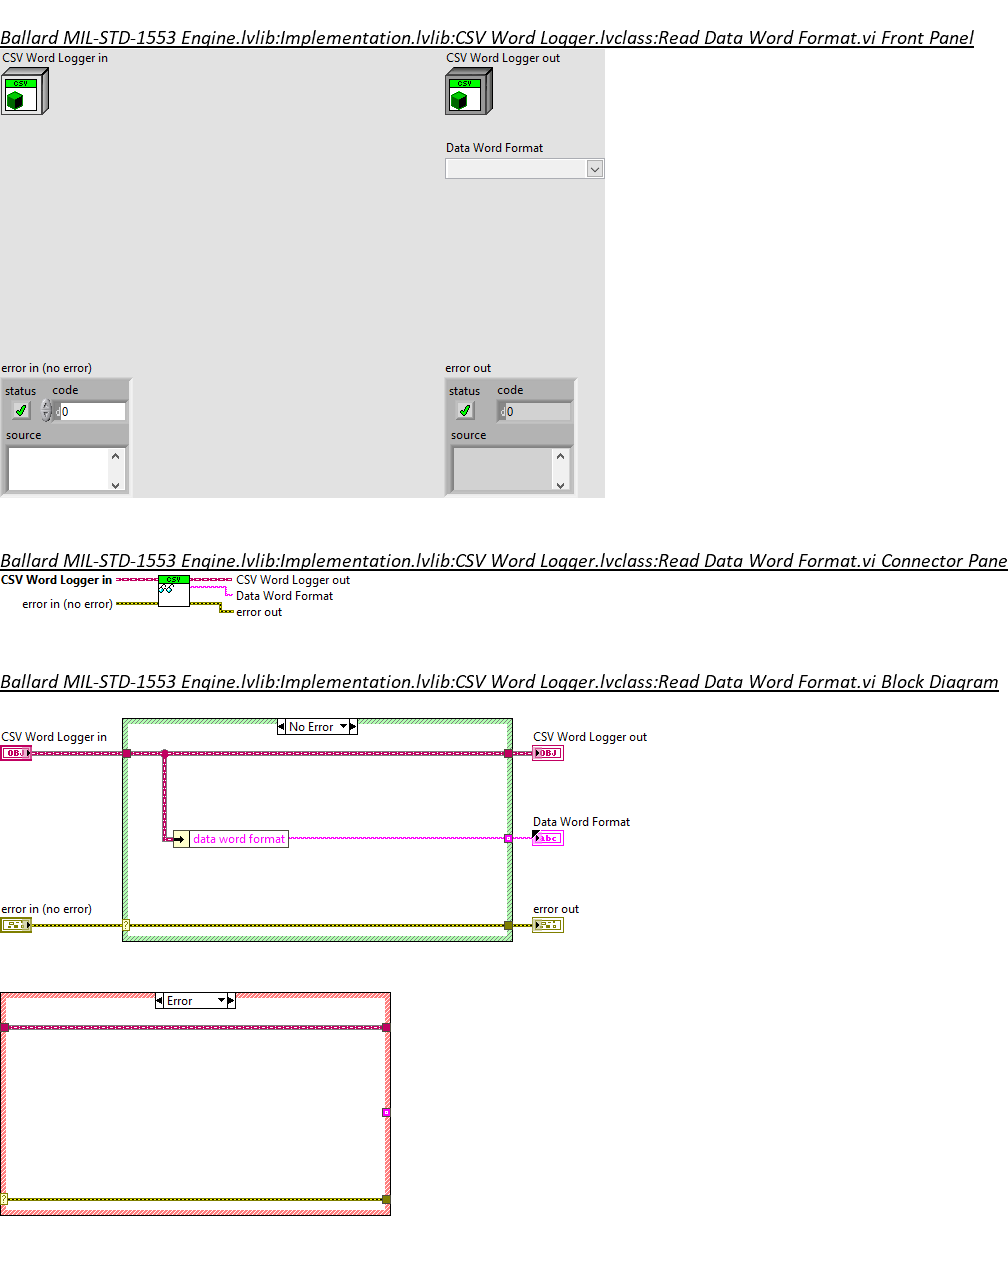 Ballard MIL-STD-1553 Engine.lvlib:Implementation.lvlib:CSV Word Logger.lvclass:Read Data Word Format.vi Front Panel
CSV Word Logger in
CSV Word Logger out
CSV
CSV
Data Word Format
error in (no error)
error out
status code
status code
d 0
d 0
source
source
Ballard MIL-STD-1553 Engine.lvlib:Implementation.lvlib:CSV Word Logger.lvclass:Read Data Word Format.vi Connector Pane
CSV Word Logger in
CSV
CSV Word Logger out
Data Word Format
error in (no error)
error out
Ballard MIL-STD-1553 Engine.lvlib:Implementation.lvlib:CSV Word Logger.lvclass:Read Data Word Format.vi Block Diagram
No Error
CSV Word Logger in
CSV Word Logger out
OBJ
OBJ
Data Word Format
data word format
abc
error in (no error)
error out
?
Error
?